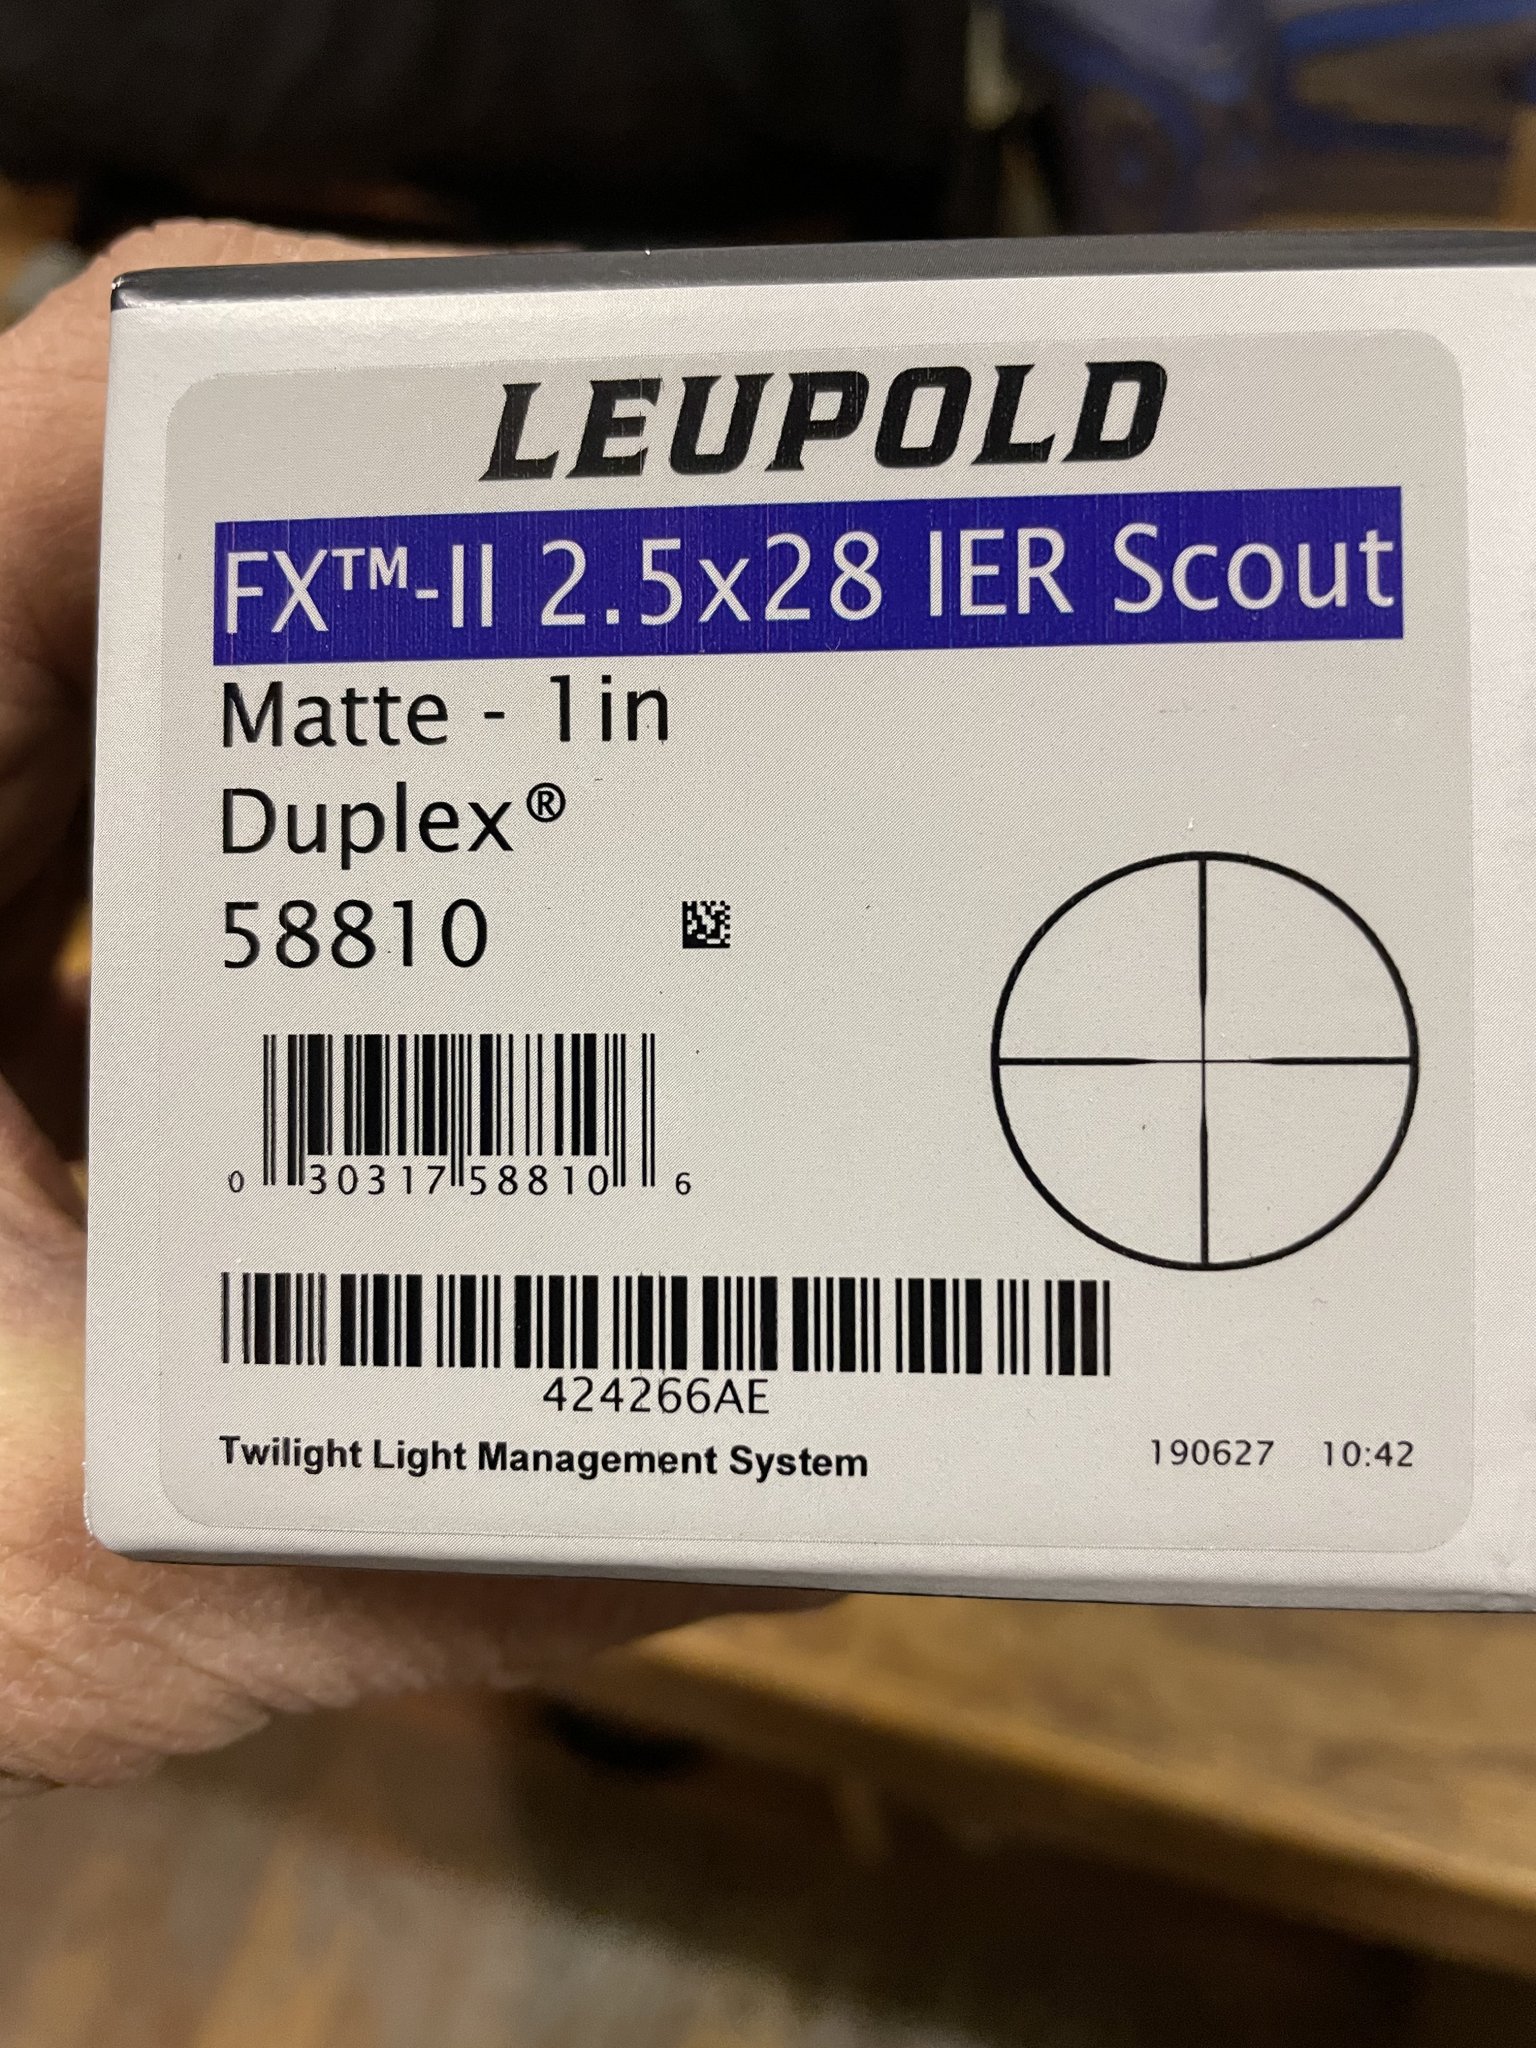 LEUPOLD
FX™-II 2.5x28 IER Scout
Matte - 1in
Duplex®
58810
0 30317 58810 6
424266AE
Twilight Light Management System 190627 10:42